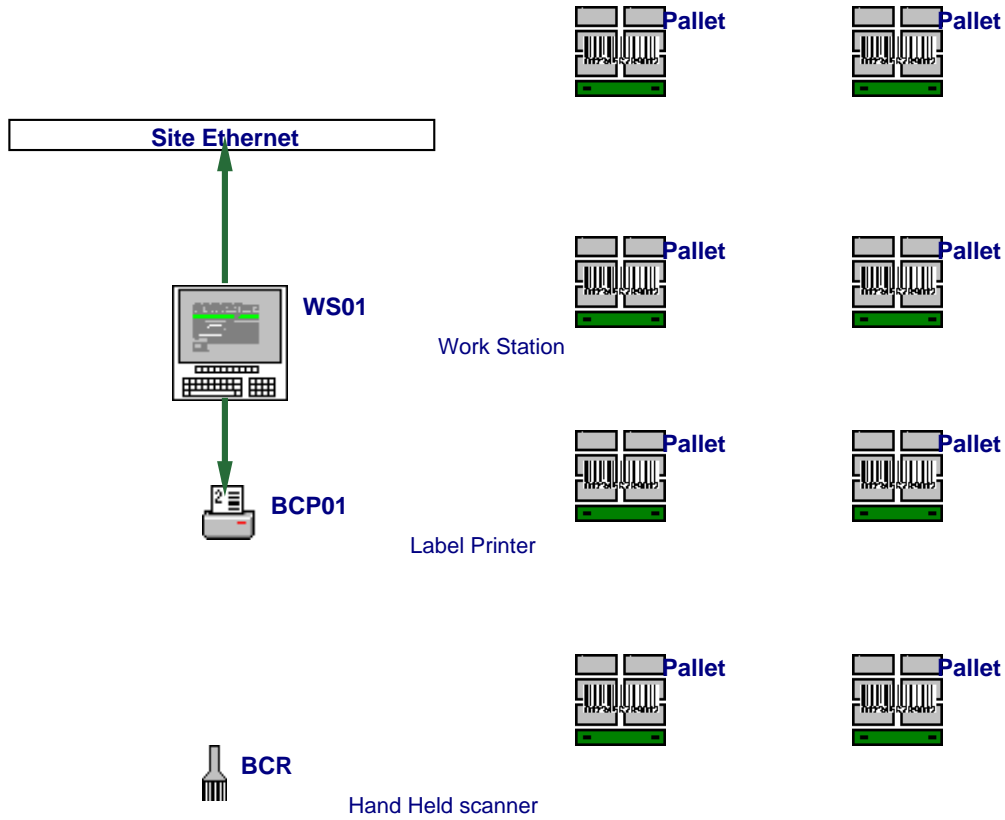 Pallet
Pallet
Site Ethernet
Pallet
Pallet
WS01
Work Station
Pallet
Pallet
2
BCP01
Label Printer
Pallet
Pallet
BCR
Hand Held scanner